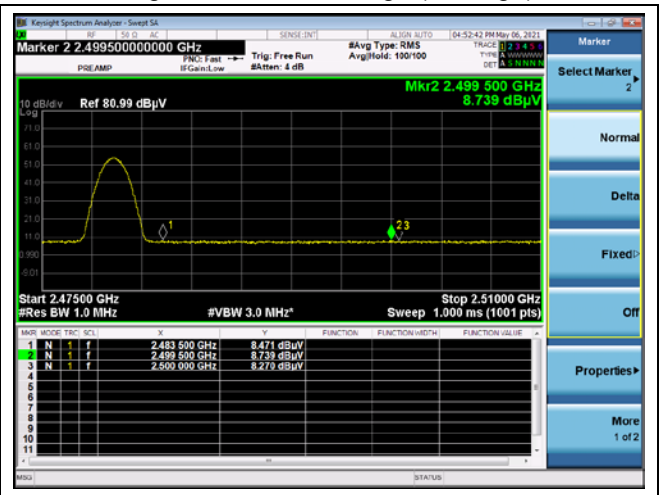 Keysight Spectrum Analyzer - Swept SA
RF 50 Ω AC SENSE:INT ALIGN AUTO 04:52:42 PM May 06, 2021
Marker 2 2.499500000000 GHz
PREAMP
PNO: Fast
IFGain:Low
Trig: Free Run
#Atten: 4 dB
#Avg Type: RMS
Avg|Hold: 100/100
TRACE 1 2 3 4 5 6
TYPE A WWWWW
DET A S N N N N
Mkr2 2.499 500 GHz
8.739 dBµV
10 dB/div Ref 80.99 dBµV
Log
71.0
61.0
51.0
41.0
31.0
21.0
11.0
0.990
-9.01
1
2 3
Start 2.47500 GHz
Stop 2.51000 GHz
#Res BW 1.0 MHz #VBW 3.0 MHz* Sweep 1.000 ms (1001 pts)
MKR MODE TRC SCL X Y FUNCTION FUNCTION WIDTH FUNCTION VALUE
1 N 1 f 2.483 500 GHz 8.471 dBµV
2 N 1 f 2.499 500 GHz 8.739 dBµV
3 N 1 f 2.500 000 GHz 8.270 dBµV
4
5
6
7
8
9
10
11
MSG STATUS
Marker
Select Marker
2
Normal
Delta
Fixed
Off
Properties
More
1 of 2